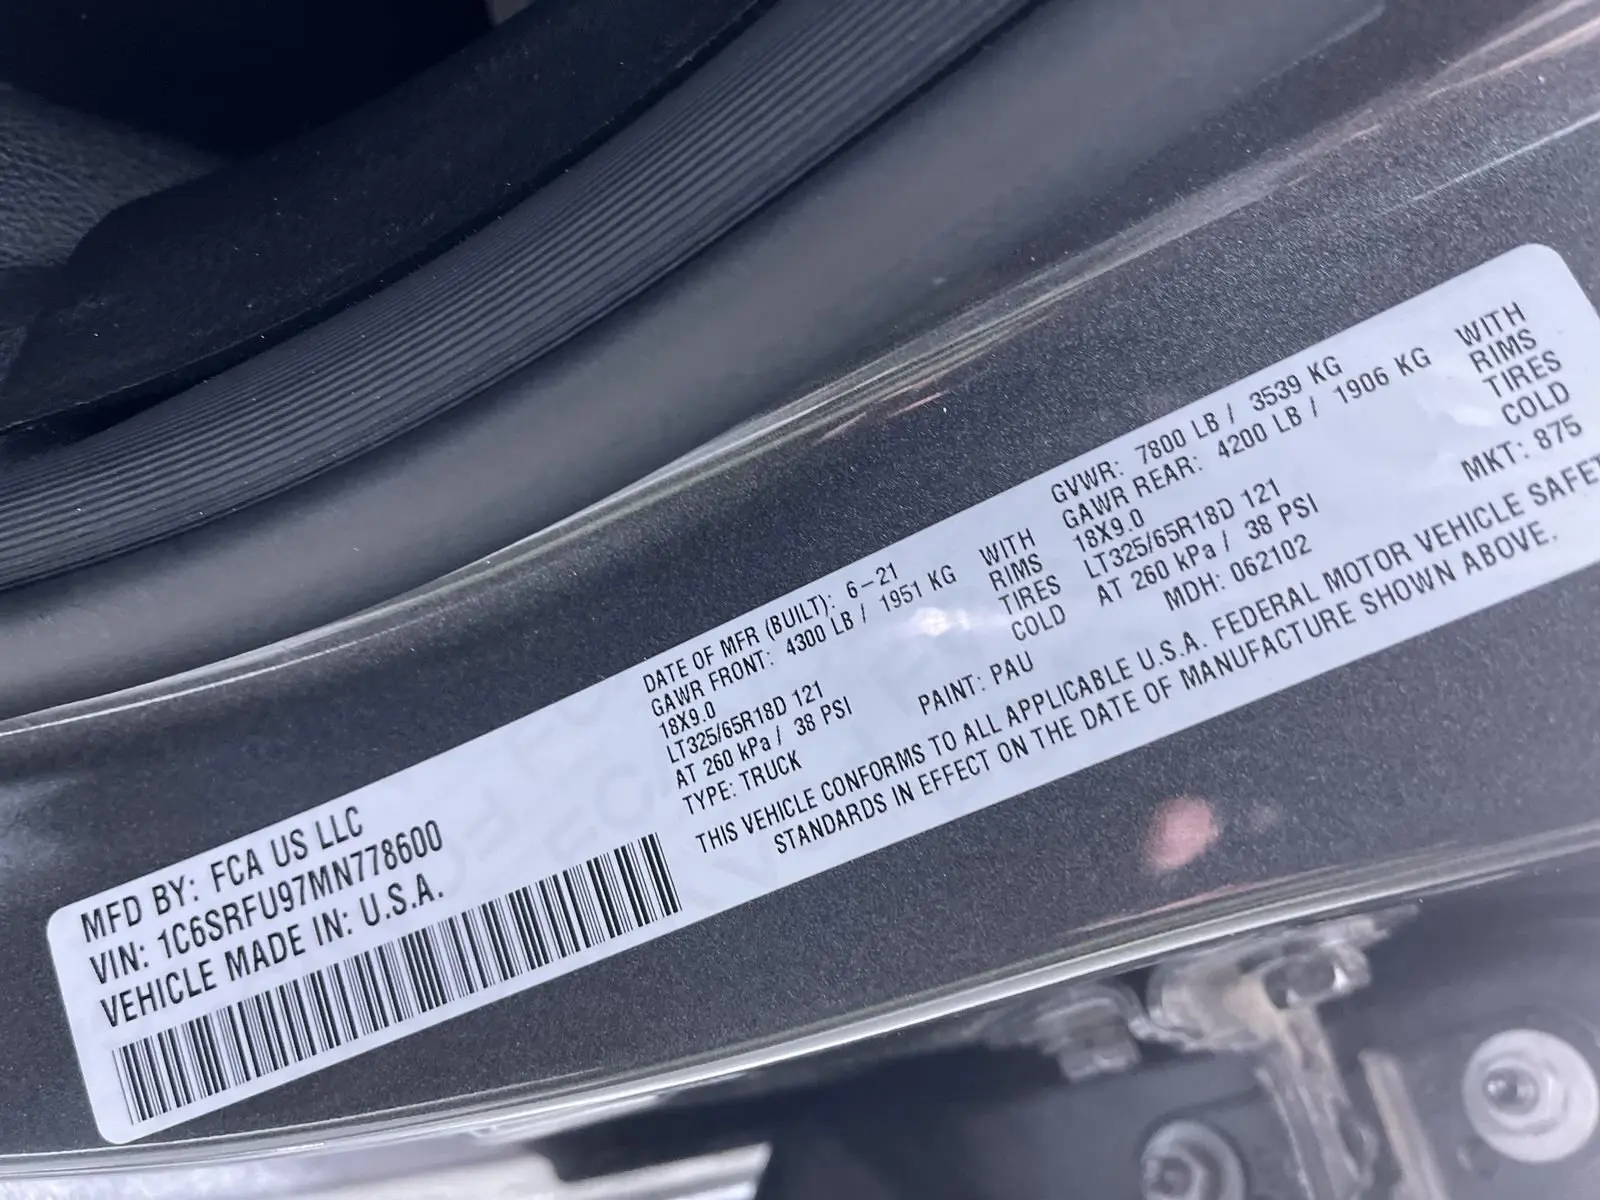 MFD BY: FCA US LLC
VIN: 1C6SRFU97MN778600
VEHICLE MADE IN: U.S.A.
DATE OF MFR (BUILT): 6-21 GVWR: 7800 LB / 3539 KG
GAWR FRONT: 4300 LB / 1951 KG WITH GAWR REAR: 4200 LB / 1906 KG WITH
18X9.0 RIMS 18X9.0 RIMS
LT325/65R18D 121 TIRES LT325/65R18D 121 TIRES
AT 260 kPa / 38 PSI COLD AT 260 kPa / 38 PSI COLD
TYPE: TRUCK PAINT: PAU MDH: 062102 MKT: 875
THIS VEHICLE CONFORMS TO ALL APPLICABLE U.S.A. FEDERAL MOTOR VEHICLE SAFET
STANDARDS IN EFFECT ON THE DATE OF MANUFACTURE SHOWN ABOVE.